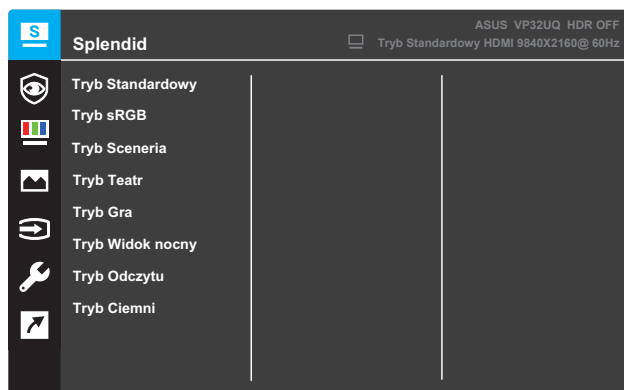 S
ASUS VP32UQ HDR OFF
Splendid
Tryb Standardowy HDMI 9840X2160@ 60Hz
Tryb Standardowy
Tryb sRGB
Tryb Sceneria
Tryb Teatr
Tryb Gra
Tryb Widok nocny
Tryb Odczytu
Tryb Ciemni